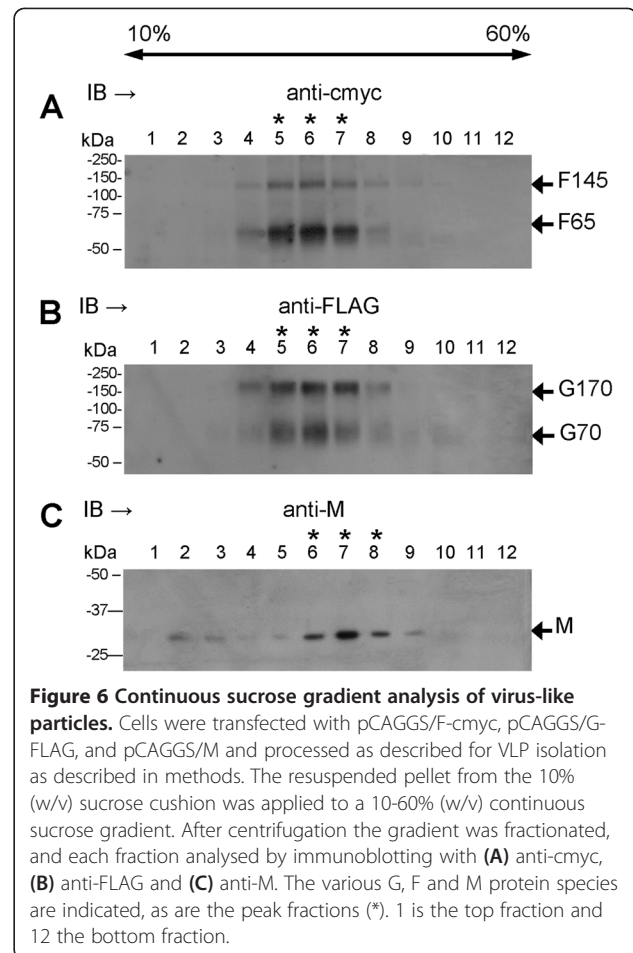 10% 60%
A IB → anti-cmyc
* * *
kDa 1 2 3 4 5 6 7 8 9 10 11 12
-250-
-150-
-100-
-75 –
50 –
F145
F65
B IB → anti-FLAG
* * *
kDa 1 2 3 4 5 6 7 8 9 10 11 12
-250-
-150-
-100-
-75 –
-50 –
G170
G70
C IB → anti-M
* * *
kDa 1 2 3 4 5 6 7 8 9 10 11 12
-50 –
-37–
-25–
M
Figure 6 Continuous sucrose gradient analysis of virus-like
particles. Cells were transfected with pCAGGS/F-cmyc, pCAGGS/G-
FLAG, and pCAGGS/M and processed as described for VLP isolation
as described in methods. The resuspended pellet from the 10%
(w/v) sucrose cushion was applied to a 10-60% (w/v) continuous
sucrose gradient. After centrifugation the gradient was fractionated,
and each fraction analysed by immunoblotting with (A) anti-cmyc,
(B) anti-FLAG and (C) anti-M. The various G, F and M protein species
are indicated, as are the peak fractions (*). 1 is the top fraction and
12 the bottom fraction.